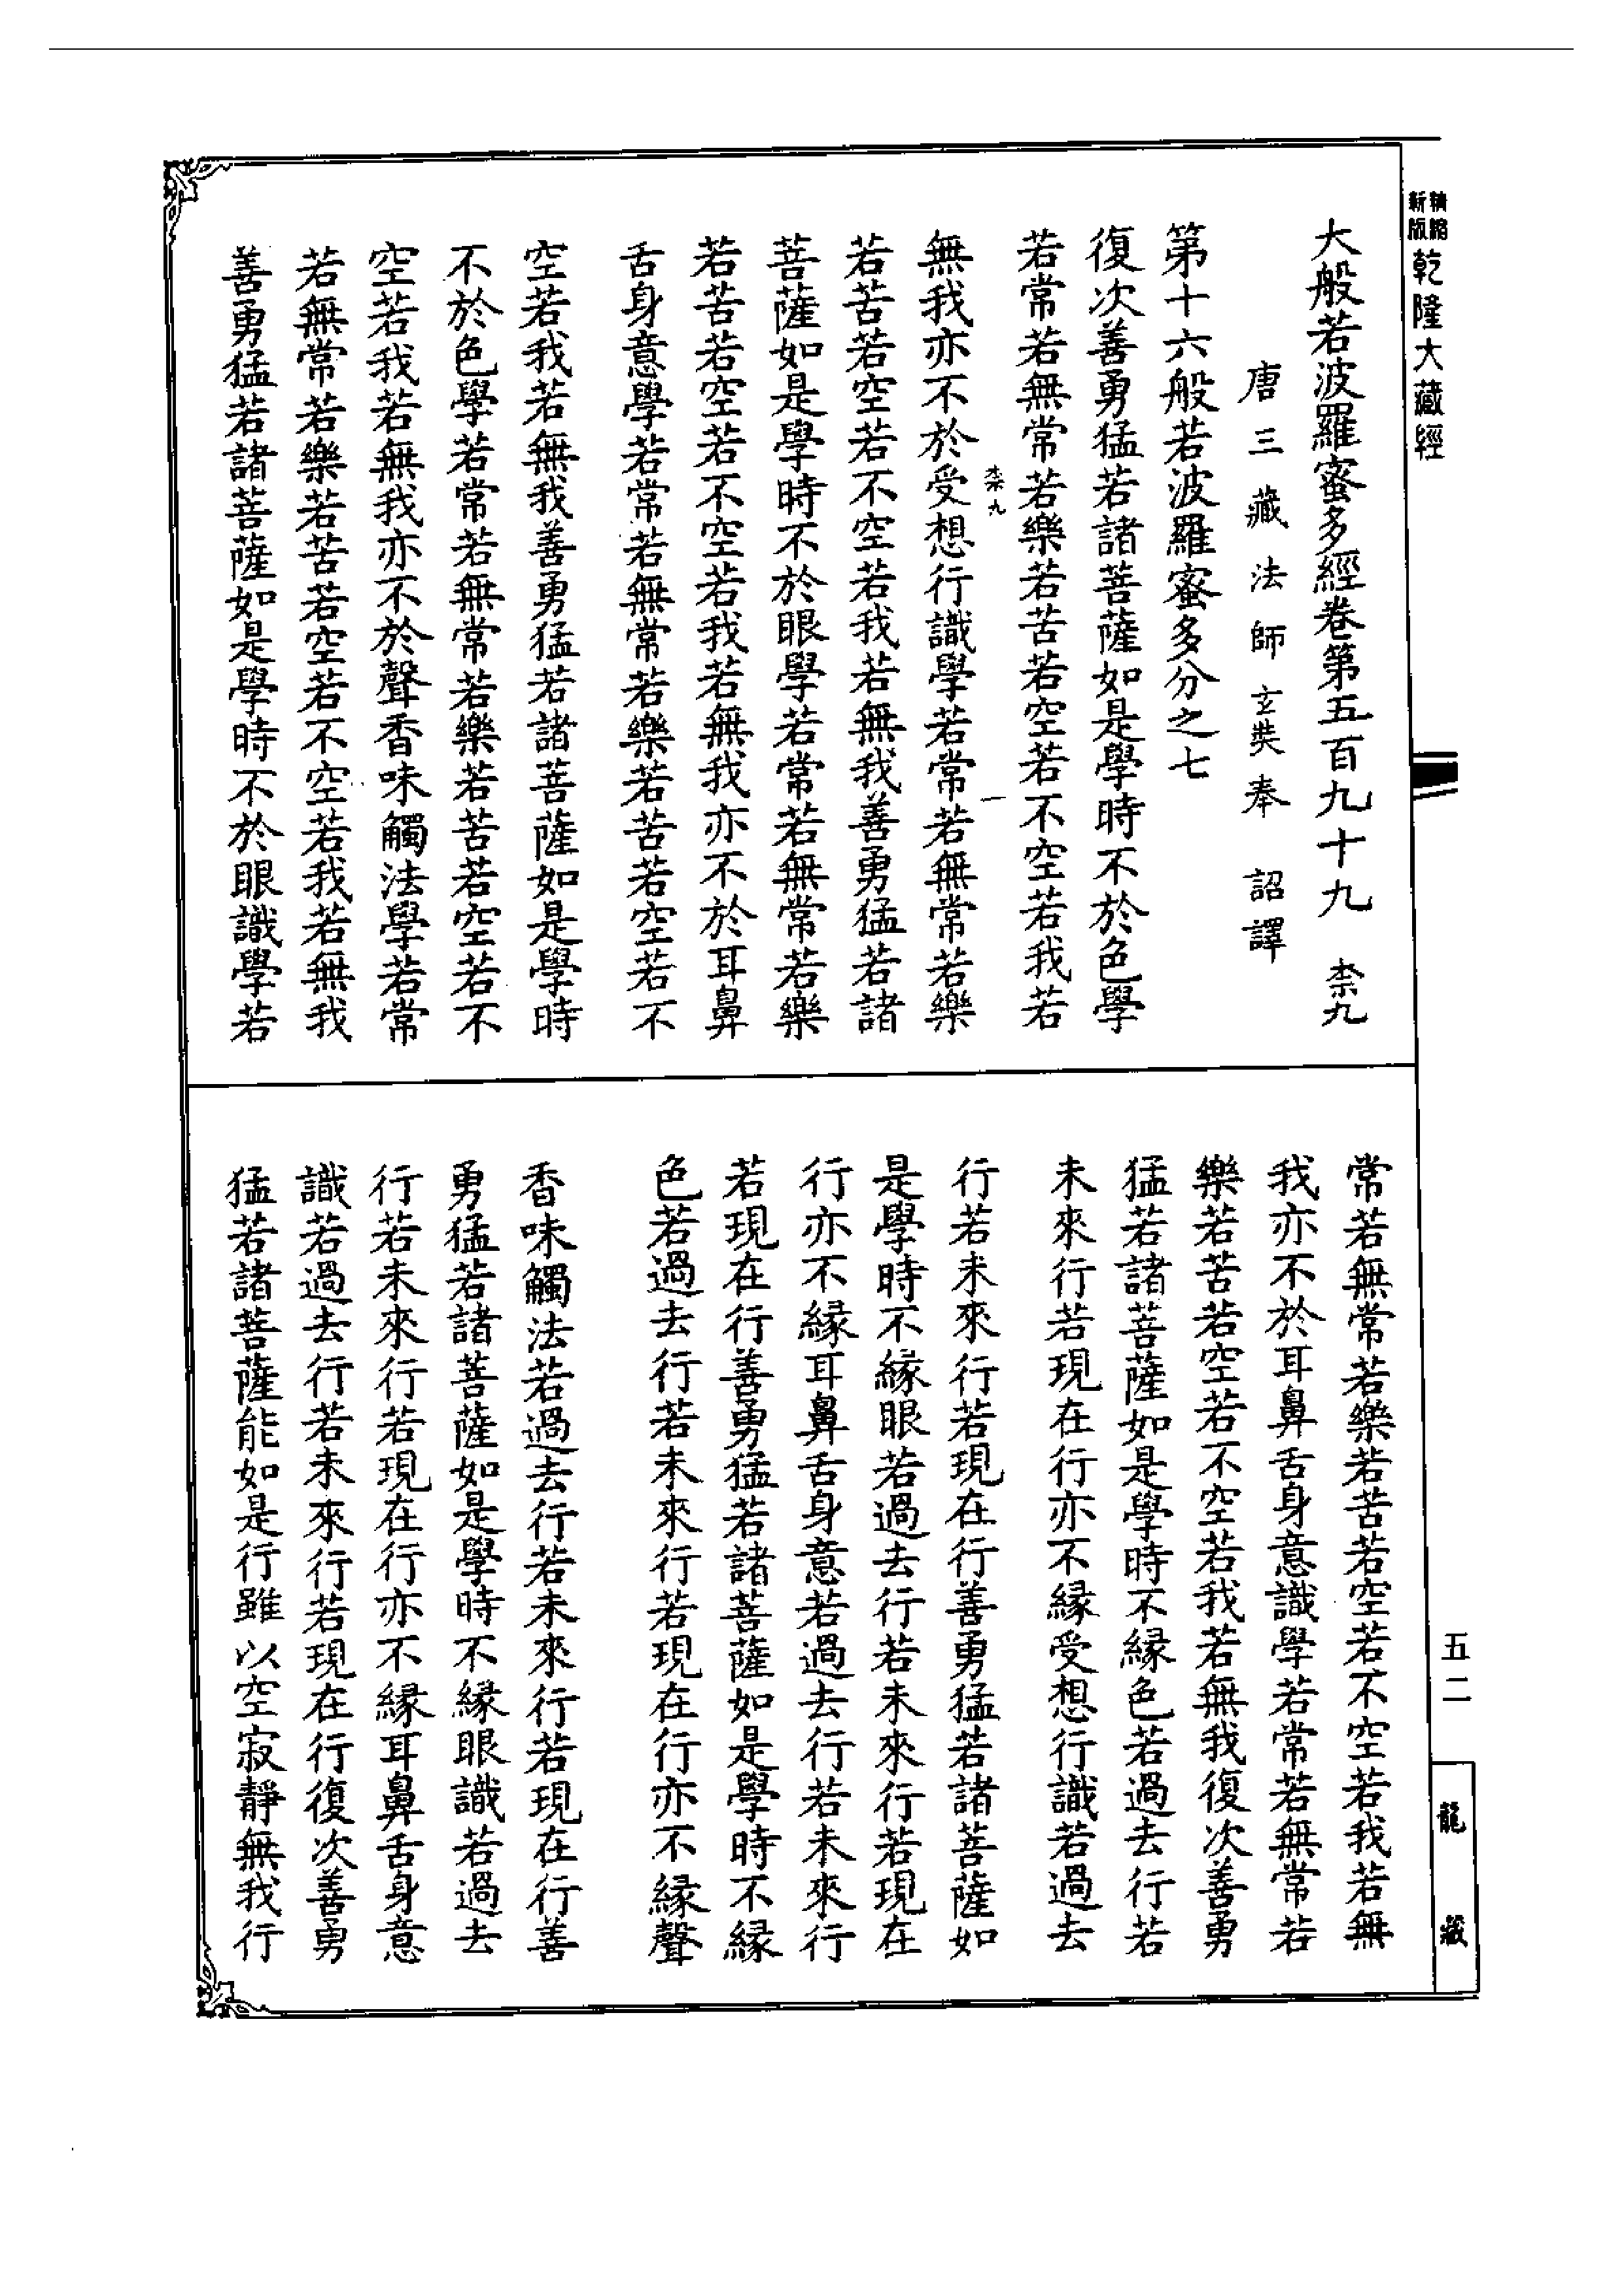 新版
精縮
乾隆大藏經
大般若波羅蜜多經卷第五百九十九 柰九
唐三藏法師玄奘奉 詔譯
第十六般若波羅蜜多分之七
復次善勇猛若諸菩薩如是學時不於色學
若常若無常若樂若苦若空若不空若我若
柰九 一
無我亦不於受想行識學若常若無常若樂
若苦若空若不空若我若無我善勇猛若諸
菩薩如是學時不於眼學若常若無常若樂
若苦若空若不空若我若無我亦不於耳鼻
舌身意學若常若無常若樂若苦若空若不
空若我若無我善勇猛若諸菩薩如是學時
不於色學若常若無常若樂若苦若空若不
空若我若無我亦不於聲香味觸法學若常
若無常若樂若苦若空若不空若我若無我
善勇猛若諸菩薩如是學時不於眼識學若
常若無常若樂若苦若空若不空若我若無
我亦不於耳鼻舌身意識學若常若無常若
樂若苦若空若不空若我若無我復次善勇
猛若諸菩薩如是學時不緣色若過去行若
未來行若現在行亦不緣受想行識若過去
行若未來行若現在行善勇猛若諸菩薩如
是學時不緣眼若過去行若未來行若現在
行亦不緣耳鼻舌身意若過去行若未來行
若現在行善勇猛若諸菩薩如是學時不緣
色若過去行若未來行若現在行亦不緣聲
香味觸法若過去行若未來行若現在行善
勇猛若諸菩薩如是學時不緣眼識若過去
行若未來行若現在行亦不緣耳鼻舌身意
識若過去行若未來行若現在行復次善勇
猛若諸菩薩能如是行雖以空寂靜無我行
五二
龍藏